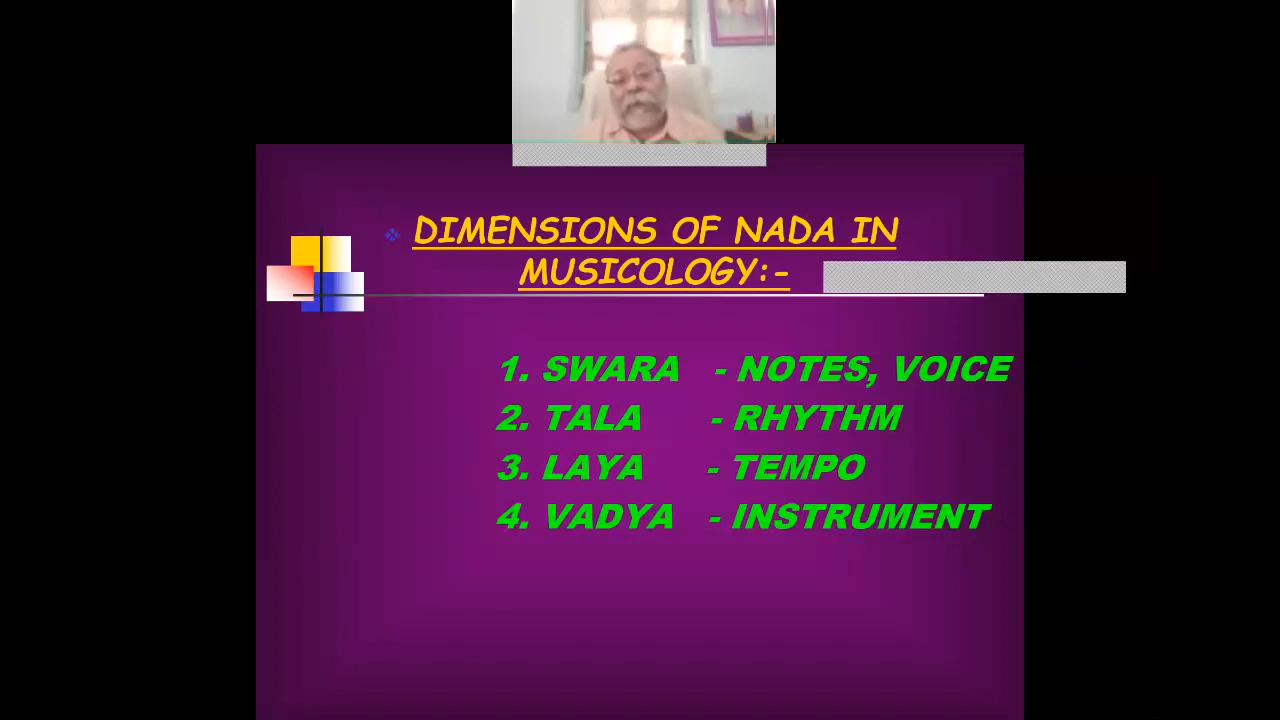 DIMENSIONS OF NADA IN
MUSICOLOGY:-
1. SWARA - NOTES, VOICE
2. TALA - RHYTHM
3. LAYA - TEMPO
4. VADYA - INSTRUMENT